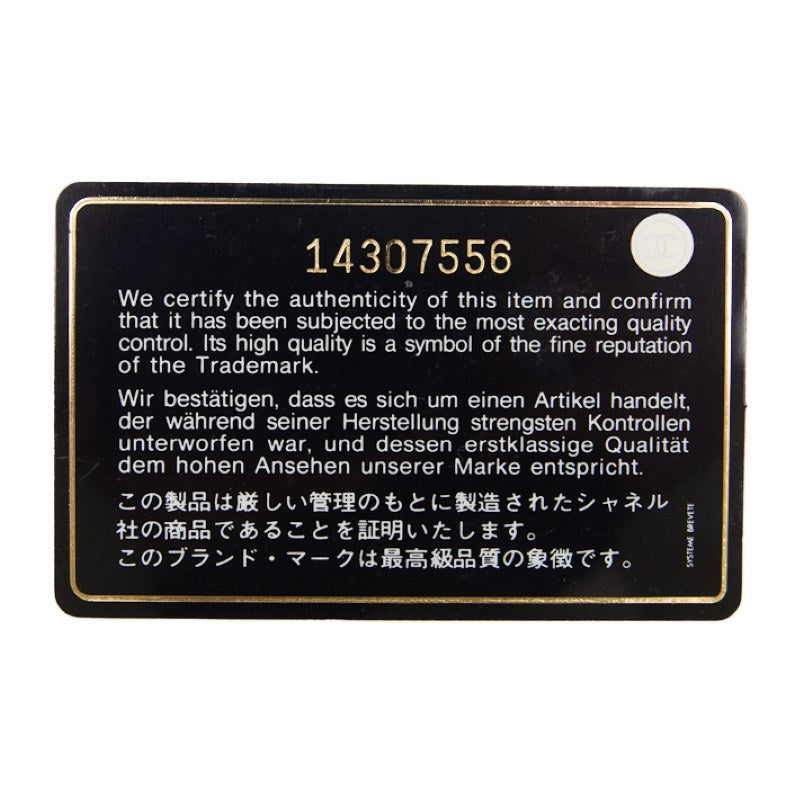 14307556
We certify the authenticity of this item and confirm
that it has been subjected to the most exacting quality
control. Its high quality is a symbol of the fine reputation
of the Trademark.
Wir bestätigen, dass es sich um einen Artikel handelt,
der während seiner Herstellung strengsten Kontrollen
unterworfen war, und dessen erstklassige Qualität
dem hohen Ansehen unserer Marke entspricht.
この製品は厳しい管理のもとに製造されたシャネル
社の商品であることを証明いたします。
このブランド・マークは最高級品質の象徴です。
SYSTEME BREVETE